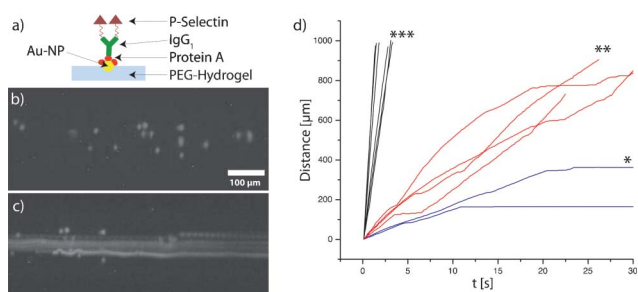 a)
P-Selectin
IgG1
Au-NP
Protein A
PEG-Hydrogel
b)
100 µm
c)
d)
Distance [µm]
1000
800
600
400
200
0
0
5
10
15
20
25
30
t [s]
***
**
*